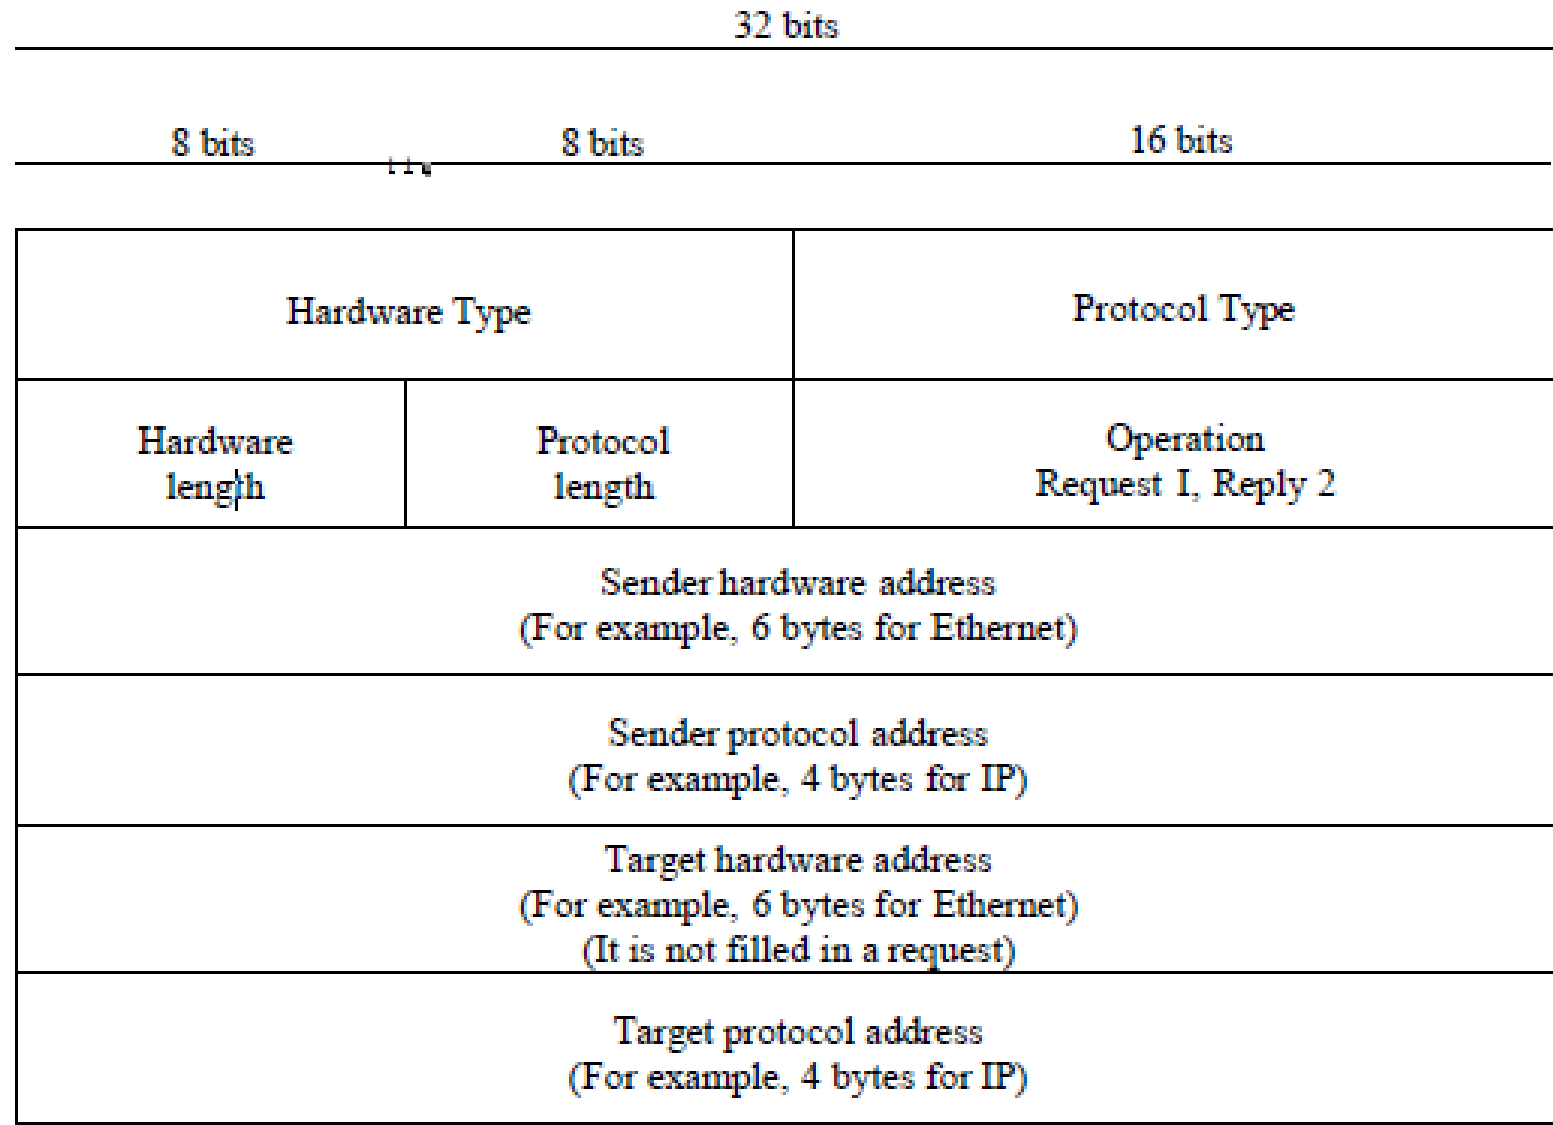 32 bits
8 bits 8 bits 16 bits
Hardware Type Protocol Type
Hardware
length
Protocol
length
Operation
Request I, Reply 2
Sender hardware address
(For example, 6 bytes for Ethernet)
Sender protocol address
(For example, 4 bytes for IP)
Target hardware address
(For example, 6 bytes for Ethernet)
(It is not filled in a request)
Target protocol address
(For example, 4 bytes for IP)